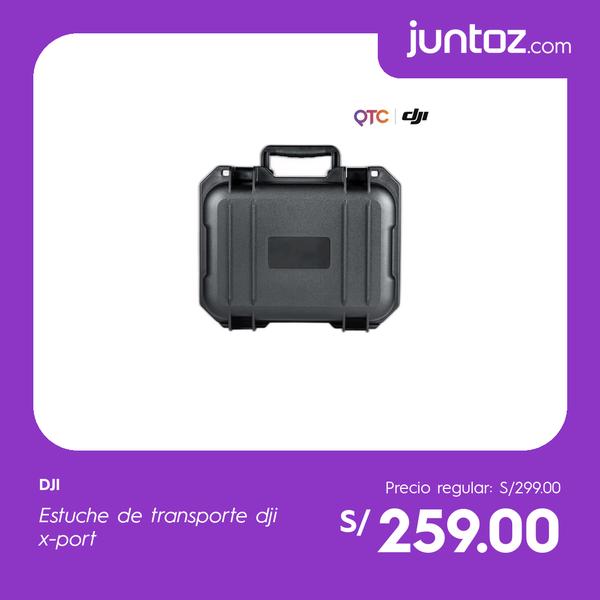 juntoz.com
QTC | dji
DJI
Estuche de transporte dji
x-port
Precio regular: S/299.00
S/ 259.00